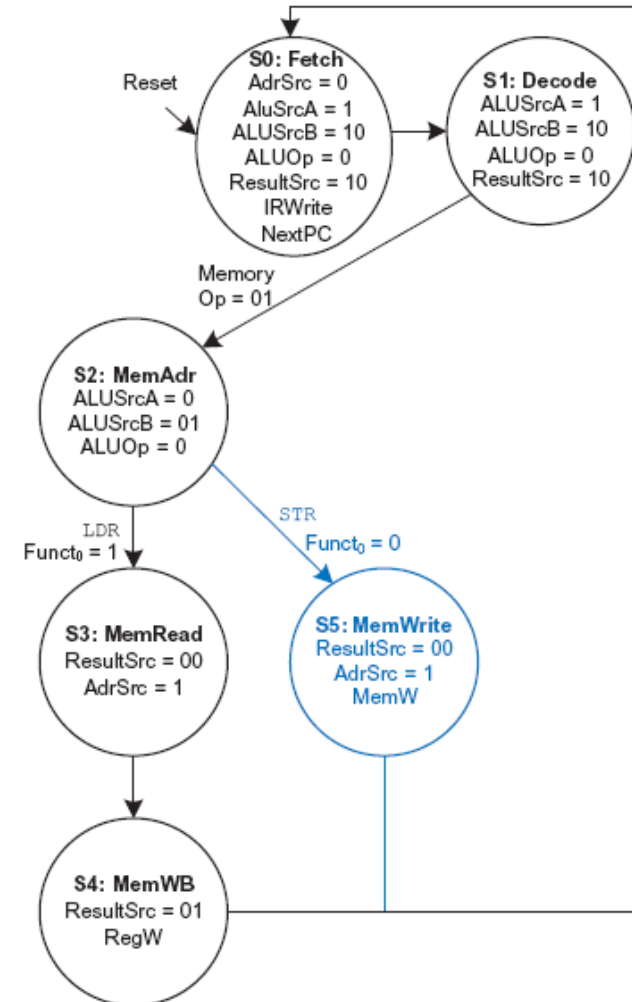 Reset
S0: Fetch
AdrSrc = 0
AluSrcA = 1
ALUSrcB = 10
ALUOp = 0
ResultSrc = 10
IRWrite
NextPC
S1: Decode
ALUSrcA = 1
ALUSrcB = 10
ALUOp = 0
ResultSrc = 10
Memory
Op = 01
S2: MemAdr
ALUSrcA = 0
ALUSrcB = 01
ALUOp = 0
LDR
Funct₀ = 1
STR
Funct₀ = 0
S3: MemRead
ResultSrc = 00
AdrSrc = 1
S5: MemWrite
ResultSrc = 00
AdrSrc = 1
MemW
S4: MemWB
ResultSrc = 01
RegW